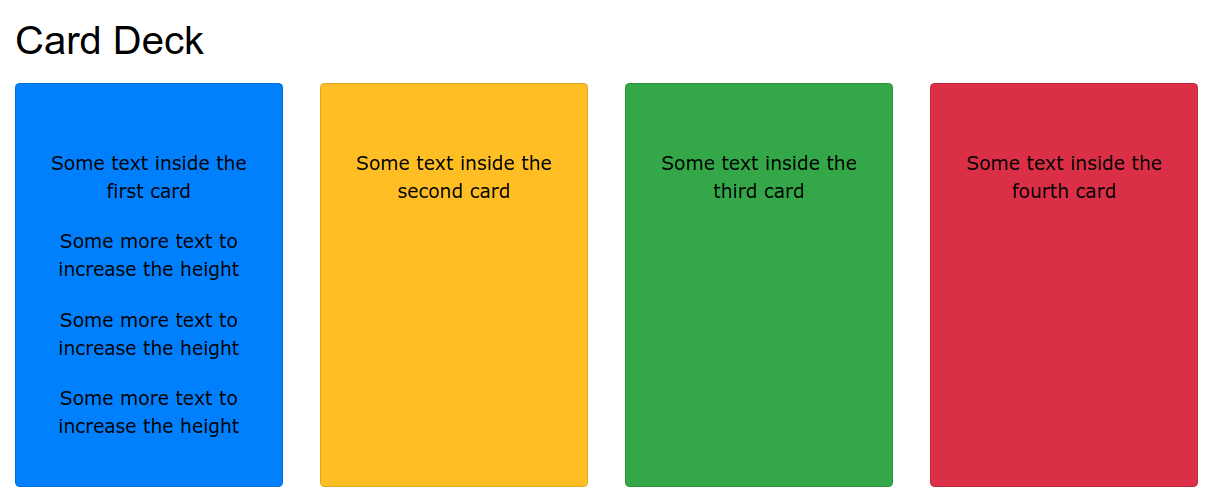 Card Deck
Some text inside the
first card
Some more text to
increase the height
Some more text to
increase the height
Some more text to
increase the height
Some text inside the
second card
Some text inside the
third card
Some text inside the
fourth card